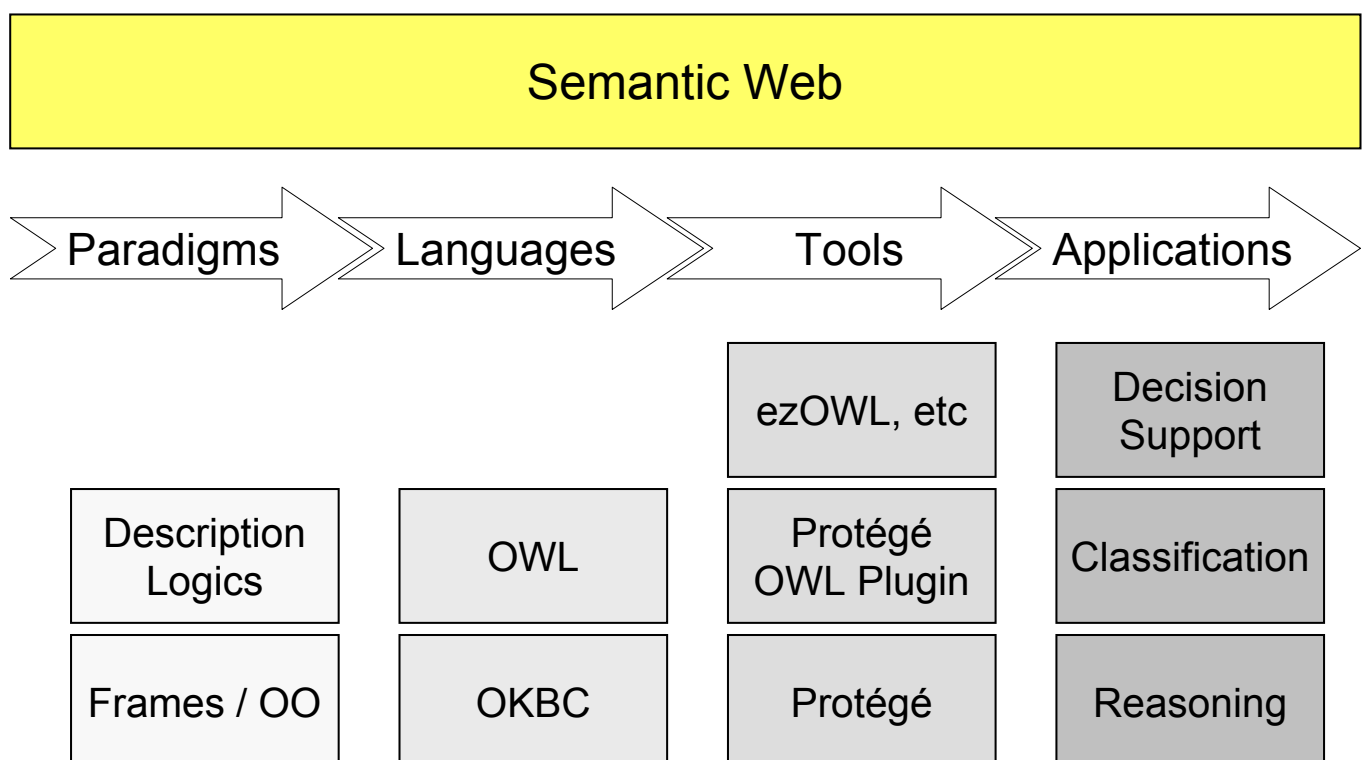 Semantic Web
Paradigms
Languages
Tools
Applications
ezOWL, etc
Decision
Support
Description
Logics
OWL
Protégé
OWL Plugin
Classification
Frames / OO
OKBC
Protégé
Reasoning